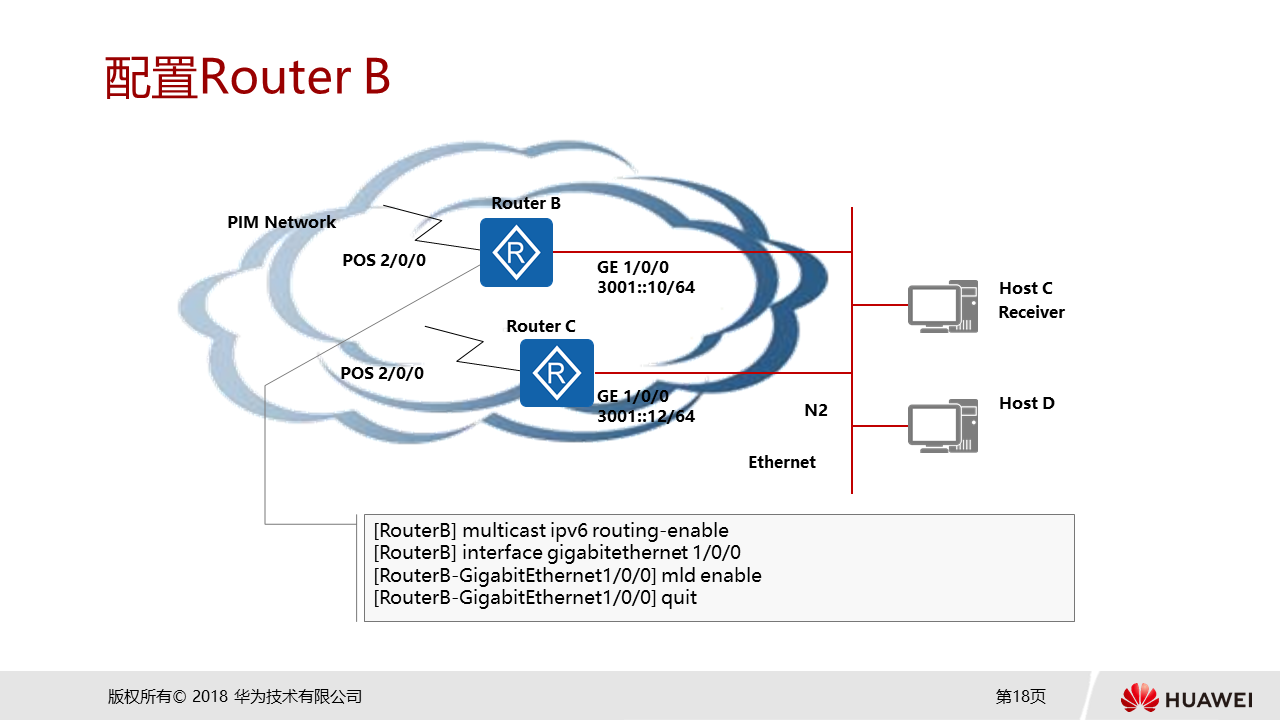 配置Router B
Router B
PIM Network
POS 2/0/0
GE 1/0/0
3001::10/64
Host C
Receiver
Router C
POS 2/0/0
GE 1/0/0
3001::12/64
N2
Host D
Ethernet
[RouterB] multicast ipv6 routing-enable
[RouterB] interface gigabitethernet 1/0/0
[RouterB-GigabitEthernet1/0/0] mld enable
[RouterB-GigabitEthernet1/0/0] quit
版权所有© 2018 华为技术有限公司
第18页
HUAWEI